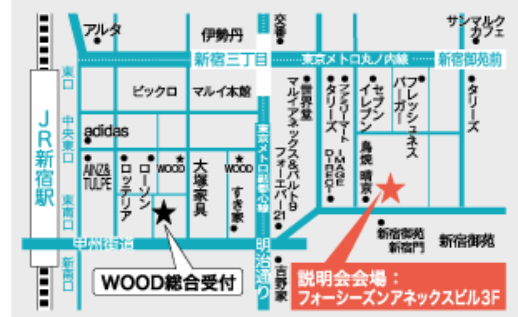 アルタ
伊勢丹
交番
サンマルク
カフェ
新宿三丁目
東京メトロ丸ノ内線
新宿御苑前
JR新宿駅
東口
中央東口
東南口
新南口
ビックロ
マルイ本館
adidas
AINZ&
TULPE
ロッテリア
ローソン
WOOD
大塚家具
WOOD
すき家
東京メトロ副都心線
明治通り
世界堂
マルイアネックス&バルト9
フォーエバー21
タリーズ
ファミリーマート
IMAGE
DIRECT
セブン
イレブン
鳥燻 晴京
フレッシュネス
バーガー
タリーズ
甲州街道
吉野家
新宿御苑
新宿門
新宿御苑
WOOD総合受付
説明会会場:
フォーシーズンアネックスビル3F